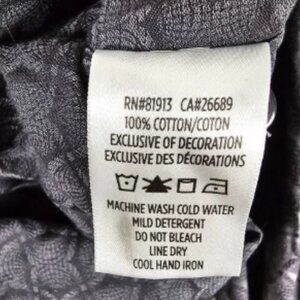 RN#81913 CA#26689
100% COTTON/COTON
EXCLUSIVE OF DECORATION
EXCLUSIVE DES DÉCORATIONS
MACHINE WASH COLD WATER
MILD DETERGENT
DO NOT BLEACH
LINE DRY
COOL HAND IRON